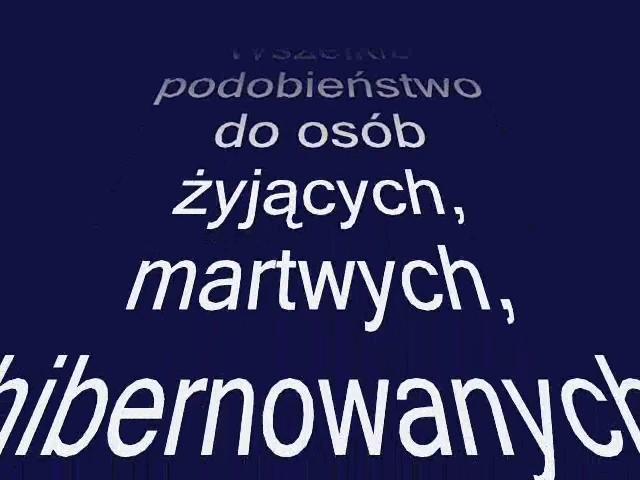 podobieństwo
do osób
żyjących,
martwych,
hibernowanych